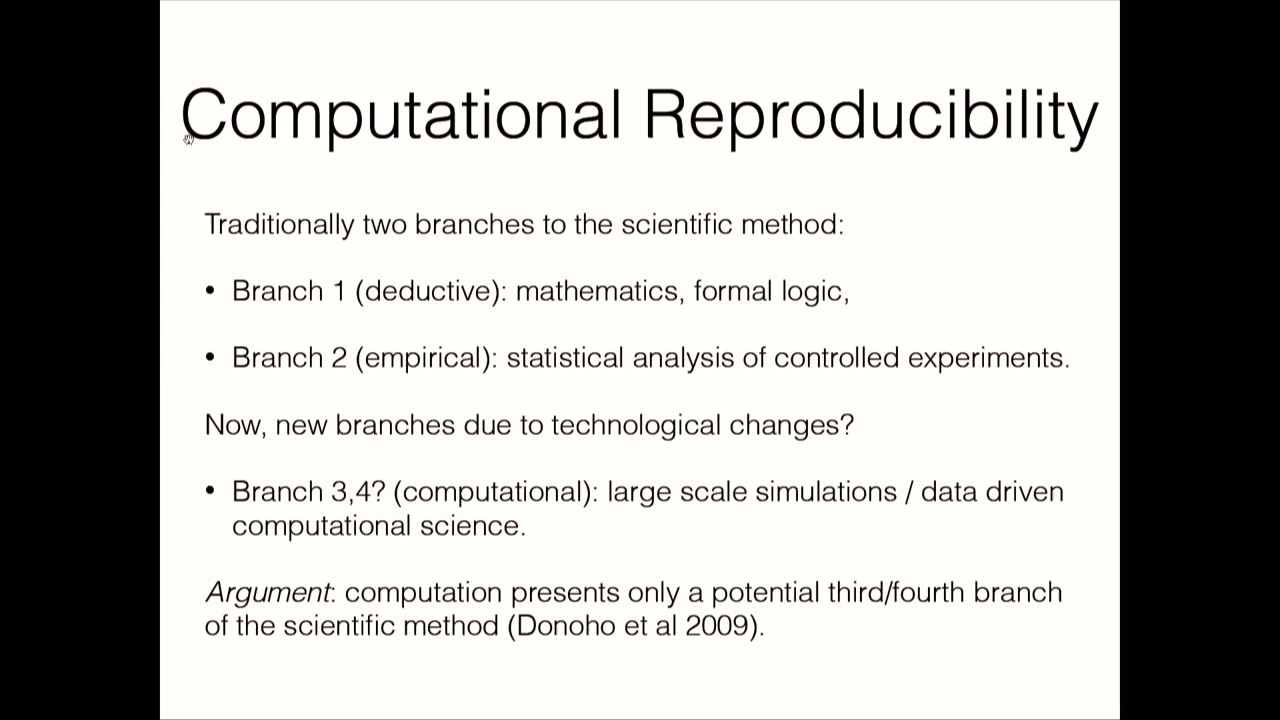 Computational Reproducibility
Traditionally two branches to the scientific method:
• Branch 1 (deductive): mathematics, formal logic,
• Branch 2 (empirical): statistical analysis of controlled experiments.
Now, new branches due to technological changes?
• Branch 3,4? (computational): large scale simulations / data driven
computational science.
Argument: computation presents only a potential third/fourth branch
of the scientific method (Donoho et al 2009).